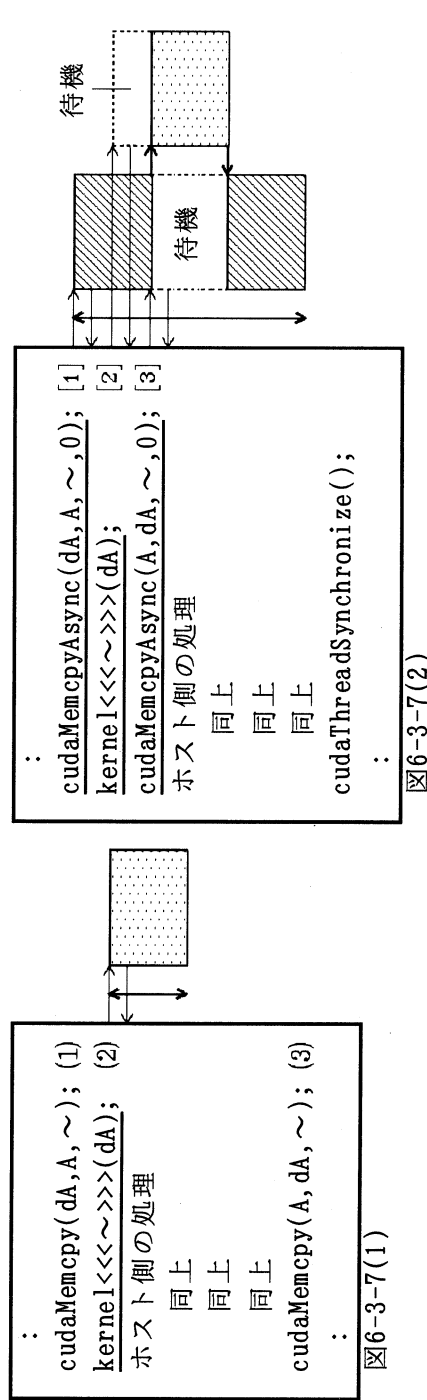 :
cudaMemcpy(dA,A,～); (1)
kernel<<<～>>>(dA); (2)
ホスト側の処理
同上
同上
同上
cudaMemcpy(A,dA,～); (3)
:
図6-3-7(1)
:
cudaMemcpyAsync(dA,A,～,0); [1]
kernel<<<～>>>(dA); [2]
cudaMemcpyAsync(A,dA,～,0); [3]
ホスト側の処理
同上
同上
同上
cudaThreadSynchronize();
:
図6-3-7(2)
待機
待機